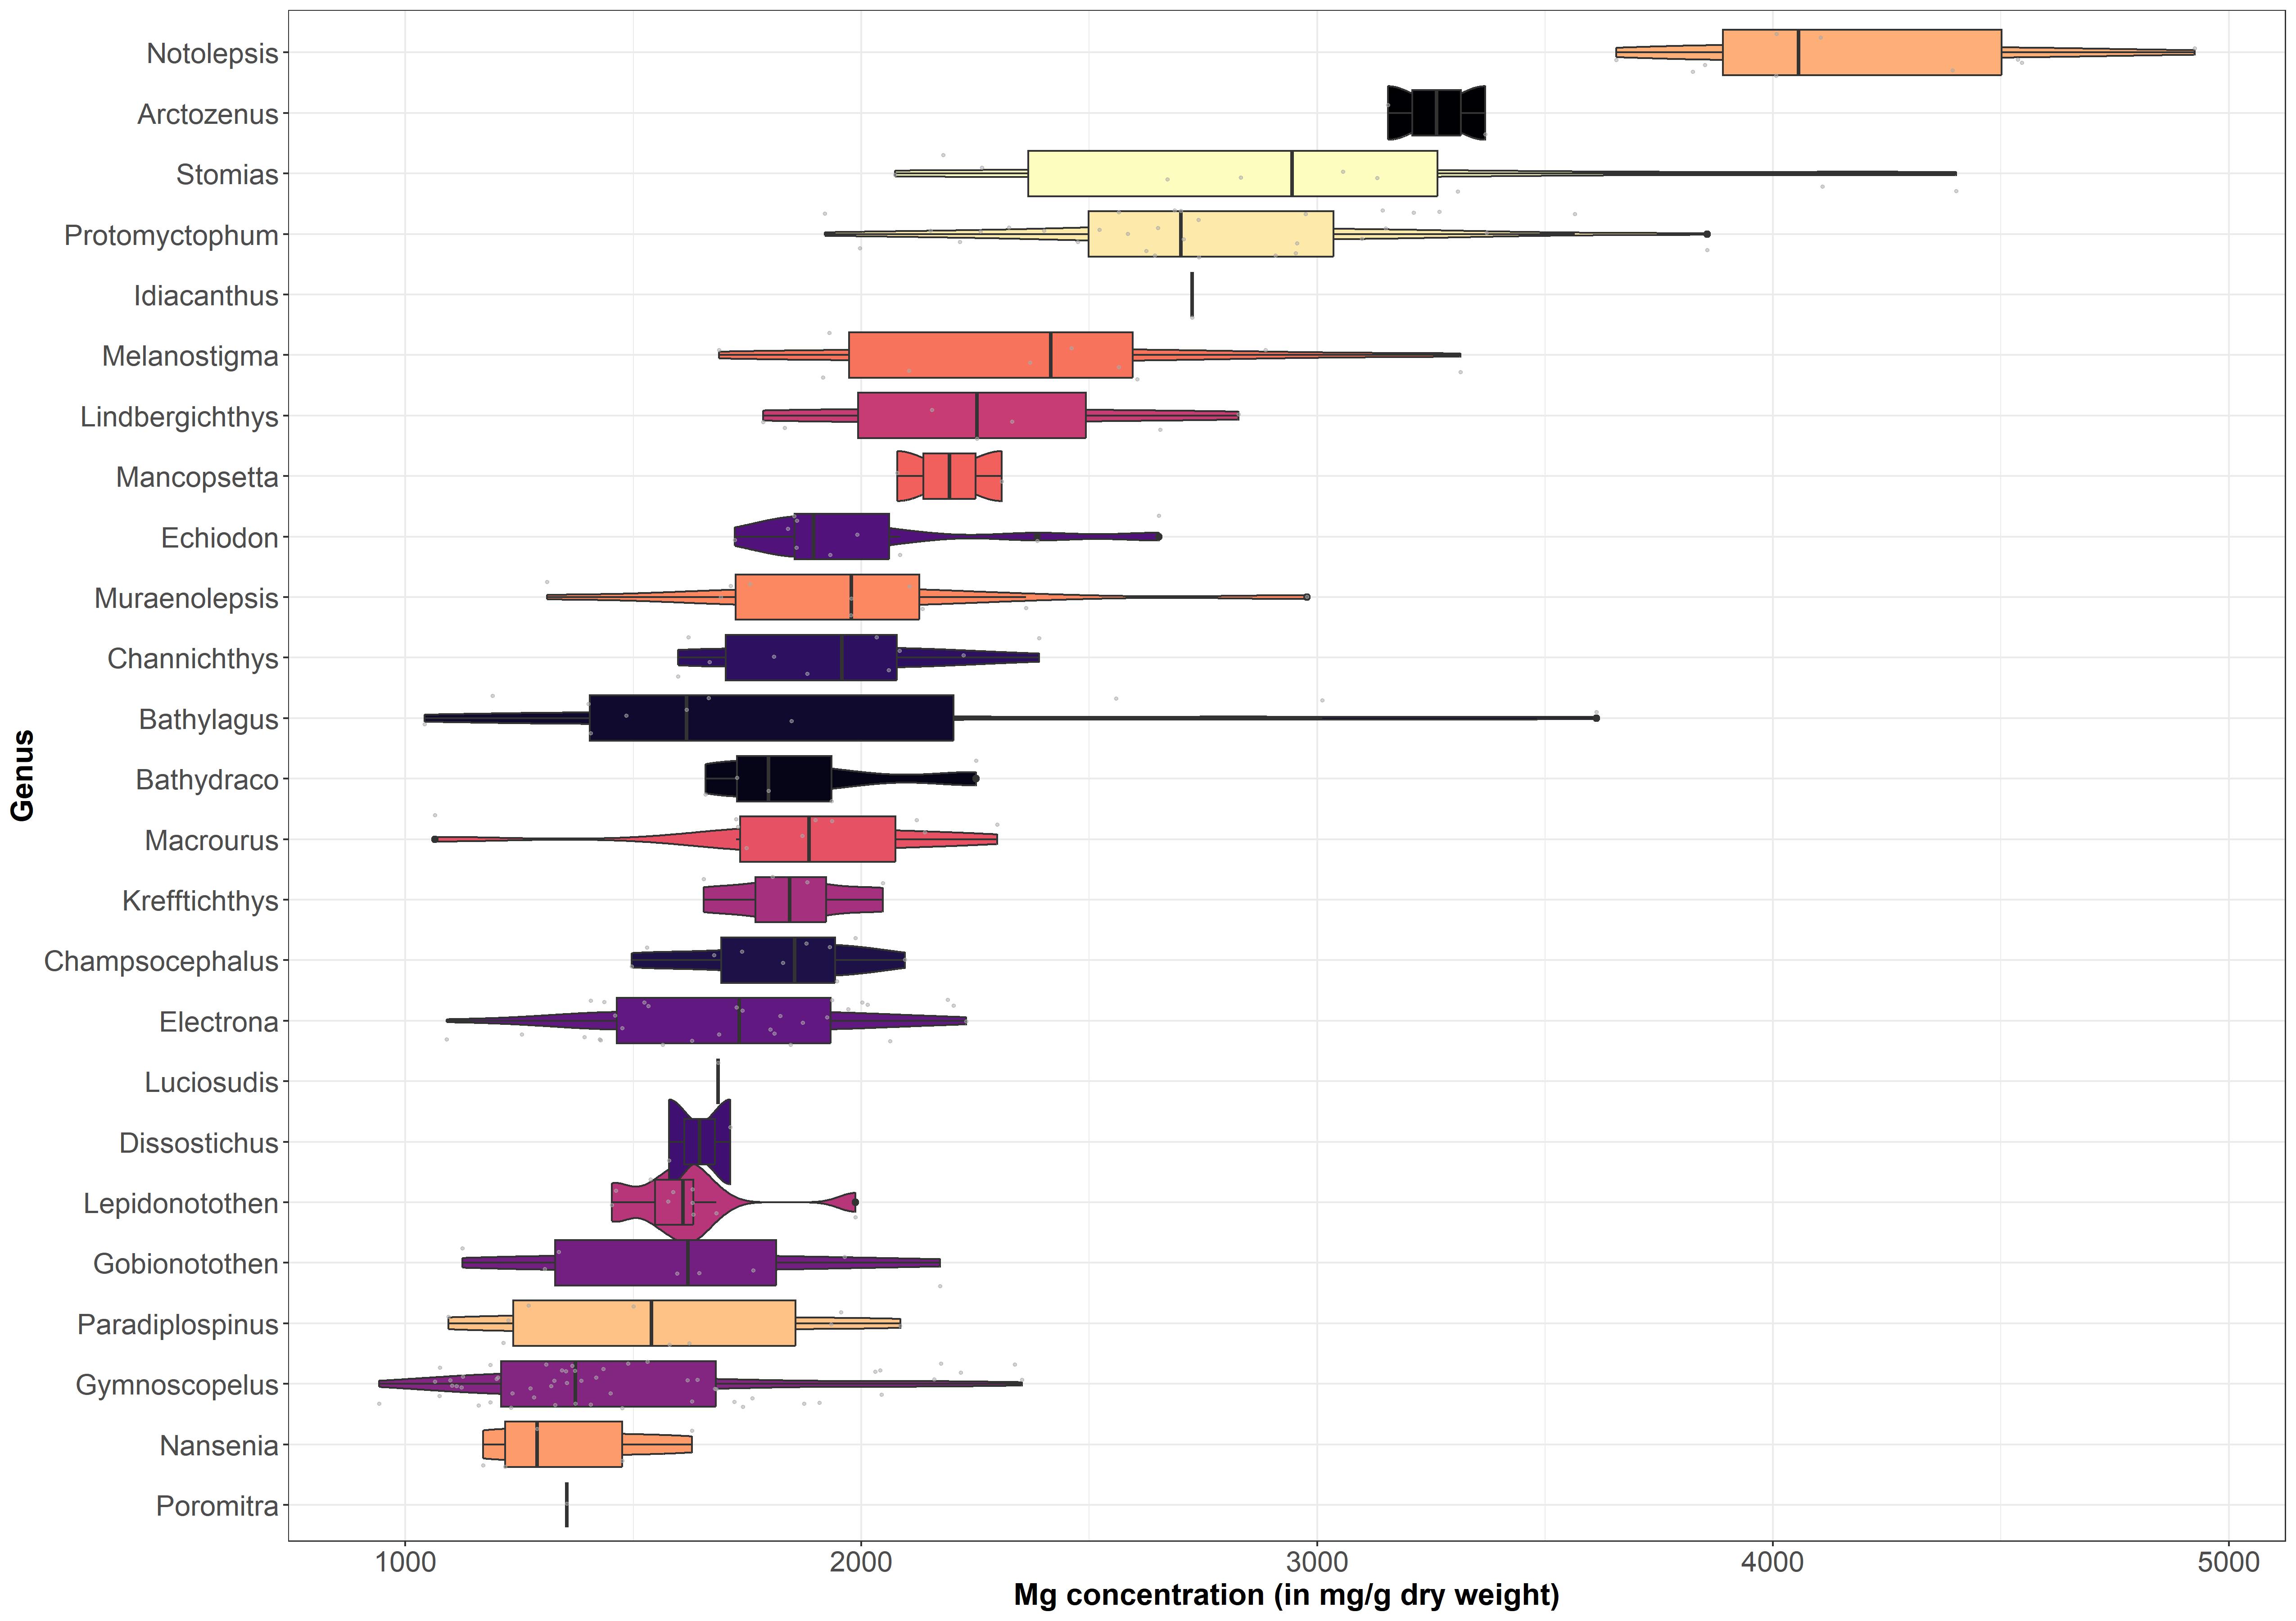 Notolepsis
Arctozenus
Stomias
Protomyctophum
Idiacanthus
Melanostigma
Lindbergichthys
Mancopsetta
Echiodon
Muraenolepsis
Channichthys
Bathylagus
Bathydraco
Macrourus
Krefftichthys
Champsocephalus
Electrona
Luciosudis
Dissostichus
Lepidonotothen
Gobionotothen
Paradiplospinus
Gymnoscopelus
Nansenia
Poromitra
Genus
1000 2000 3000 4000 5000
Mg concentration (in mg/g dry weight)